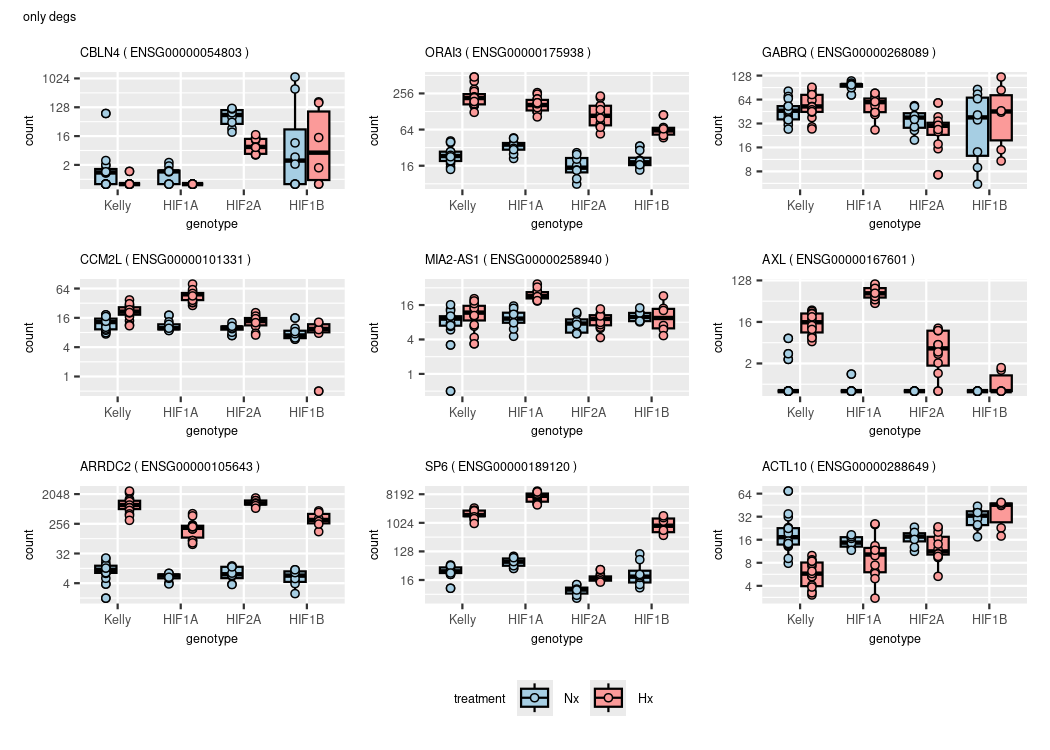 only degs
CBLN4 ( ENSG00000054803 )
ORAI3 ( ENSG00000175938 )
GABRQ ( ENSG00000268089 )
count
1024
128
16
2
Kelly HIF1A HIF2A HIF1B
genotype
count
256
64
16
Kelly HIF1A HIF2A HIF1B
genotype
count
128
64
32
16
8
Kelly HIF1A HIF2A HIF1B
genotype
CCM2L ( ENSG00000101331 )
MIA2-AS1 ( ENSG00000258940 )
AXL ( ENSG00000167601 )
count
64
16
4
1
Kelly HIF1A HIF2A HIF1B
genotype
count
16
4
1
Kelly HIF1A HIF2A HIF1B
genotype
count
128
16
2
Kelly HIF1A HIF2A HIF1B
genotype
ARRDC2 ( ENSG00000105643 )
SP6 ( ENSG00000189120 )
ACTL10 ( ENSG00000288649 )
count
2048
256
32
4
Kelly HIF1A HIF2A HIF1B
genotype
count
8192
1024
128
16
Kelly HIF1A HIF2A HIF1B
genotype
count
64
32
16
8
4
Kelly HIF1A HIF2A HIF1B
genotype
treatment Nx Hx